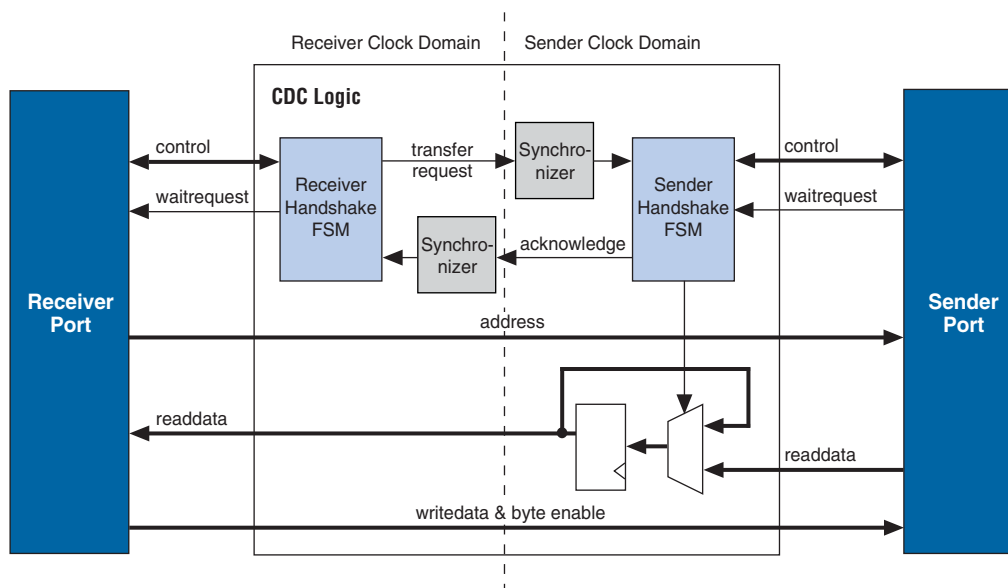 Receiver Clock Domain
Sender Clock Domain
CDC Logic
control
waitrequest
Receiver
Handshake
FSM
transfer
request
Synchro-
nizer
Sender
Handshake
FSM
control
waitrequest
Synchro-
nizer
acknowledge
Receiver
Port
Sender
Port
address
readdata
readdata
writedata & byte enable